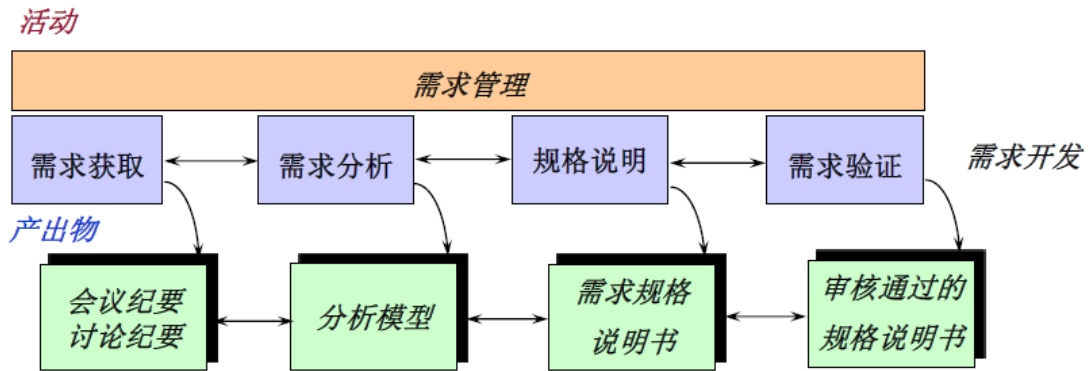 活动
需求管理
需求获取
需求分析
规格说明
需求验证
需求开发
产出物
会议纪要
讨论纪要
分析模型
需求规格
说明书
审核通过的
规格说明书